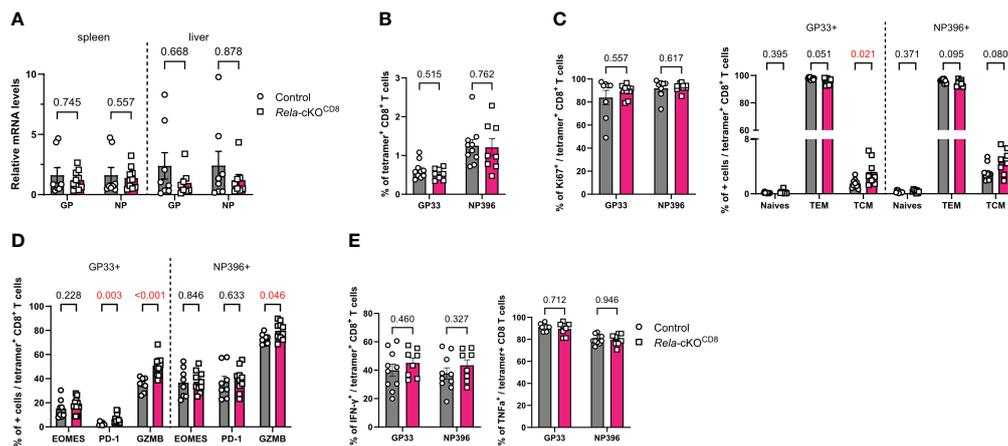 A
spleen
liver
0.668
0.878
0.745
0.557
Relative mRNA levels
10
5
0
GP
NP
GP
NP
Control
Rela-cKO^CD8
B
0.515
0.762
% of tetramer+ CD8+ T cells
3
2
1
0
GP33
NP396
C
0.557
0.617
% of Ki67+ / tetramer+ CD8+ T cells
100
80
60
40
20
0
GP33
NP396
GP33+
NP396+
0.395
0.051
0.021
0.371
0.095
0.080
% of + cells / tetramer+ CD8+ T cells
100
80
60
8
0
Naives
TEM
TCM
Naives
TEM
TCM
D
GP33+
NP396+
0.228
0.003
<0.001
0.846
0.633
0.046
% of + cells / tetramer+ CD8+ T cells
100
80
60
40
20
0
EOMES
PD-1
GZMB
EOMES
PD-1
GZMB
E
0.460
0.327
% of IFN-γ+ / tetramer+ CD8+ T cells
80
60
40
20
0
GP33
NP396
0.712
0.946
% of TNFa+ / tetramer+ CD8 T cells
100
80
60
40
20
0
GP33
NP396
Control
Rela-cKO^CD8